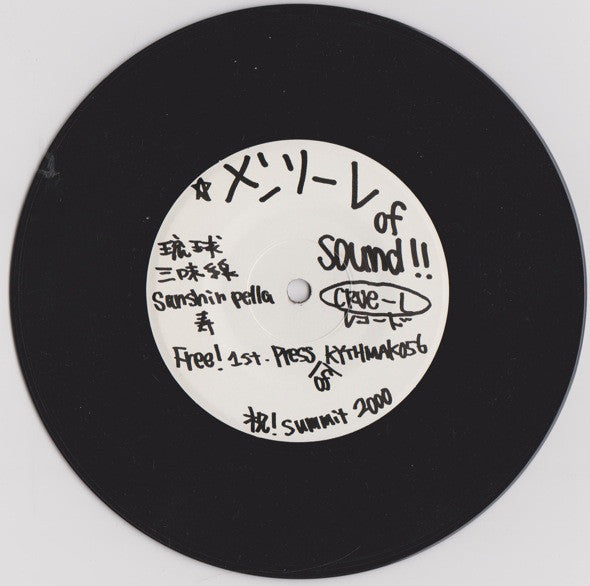 ☆メンソーレ
of
sound!!
琉球
三味線
Sanshin pella
寿
Crue-L
レコード
Free! 1st. Press of KYTHMAK056
祝! Summit 2000